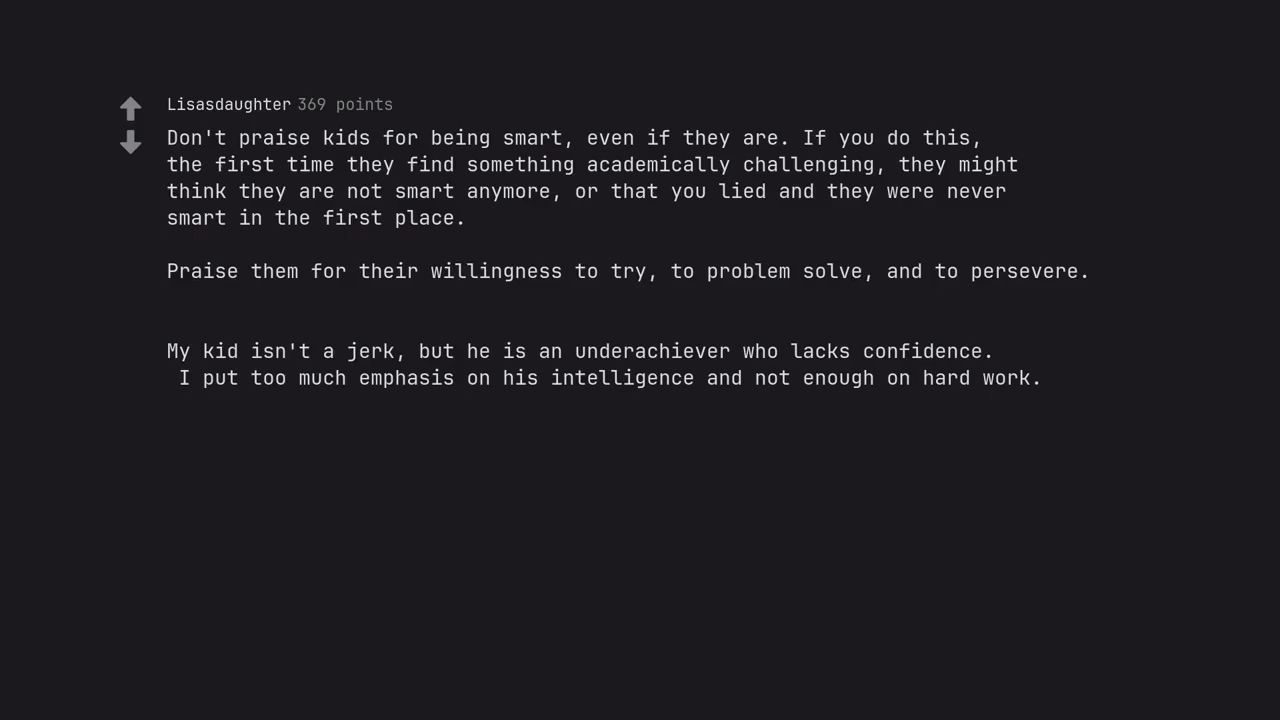 Lisasdaughter 369 points
Don't praise kids for being smart, even if they are. If you do this,
the first time they find something academically challenging, they might
think they are not smart anymore, or that you lied and they were never
smart in the first place.
Praise them for their willingness to try, to problem solve, and to persevere.
My kid isn't a jerk, but he is an underachiever who lacks confidence.
I put too much emphasis on his intelligence and not enough on hard work.